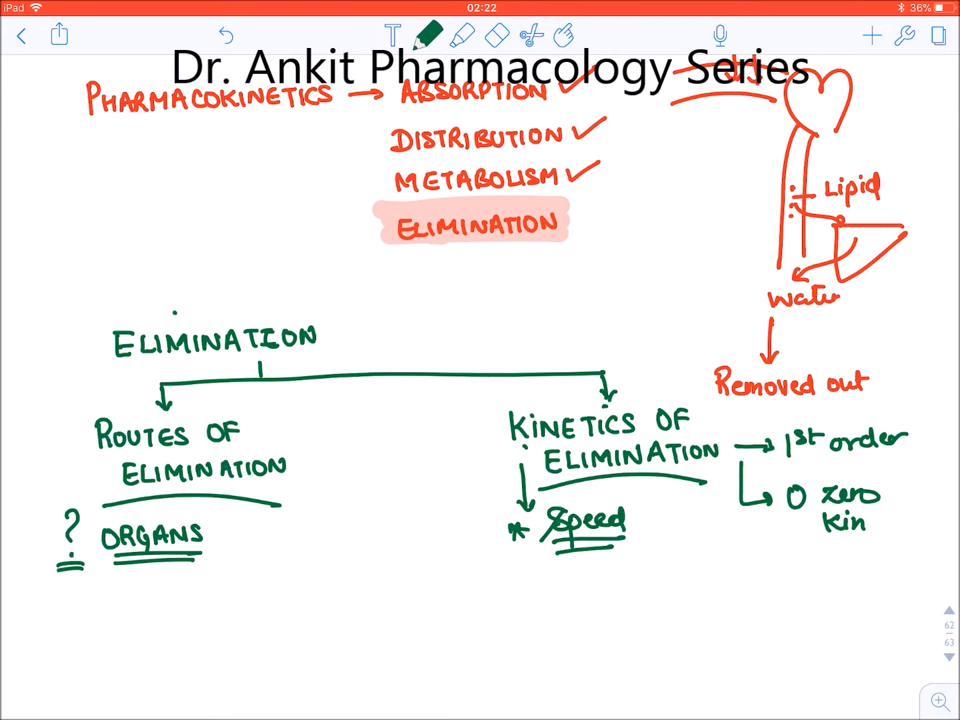 iPad
02:22
36%
T
Dr. Ankit Pharmacology Series
PHARMACOKINETICS → ABSORPTION ✓
DISTRIBUTION ✓
METABOLISM ✓
ELIMINATION
Lipid
Water
Removed out
ELIMINATION
ROUTES OF
ELIMINATION
? ORGANS
KINETICS OF
ELIMINATION
→ 1st order
→ 0 zero
Kin
* Speed
62
63